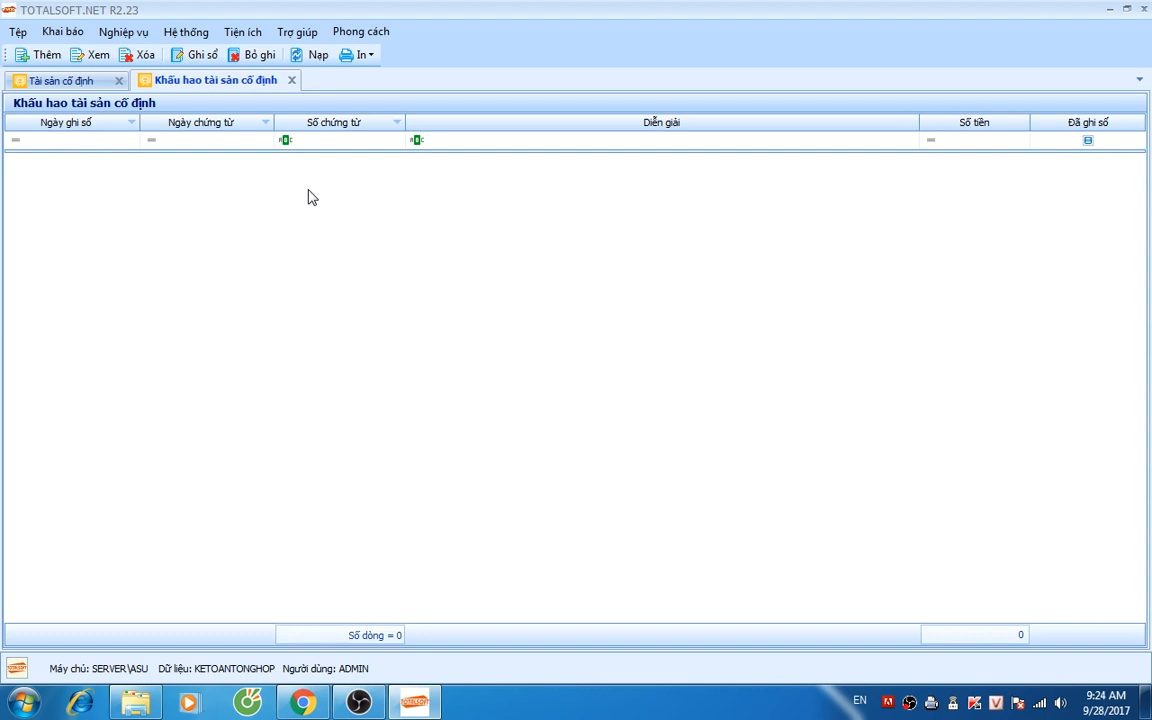 TOTALSOFT.NET R2.23
Tệp Khai báo Nghiệp vụ Hệ thống Tiện ích Trợ giúp Phong cách
Thêm Xem Xóa Ghi sổ Bỏ ghi Nạp In
Tài sản cố định Khấu hao tài sản cố định
Khấu hao tài sản cố định
Ngày ghi sổ Ngày chứng từ Số chứng từ Diễn giải Số tiền Đã ghi sổ
Số dòng = 0 0
Máy chủ: SERVER\ASU Dữ liệu: KETOANTONGHOP Người dùng: ADMIN
EN 9:24 AM
9/28/2017